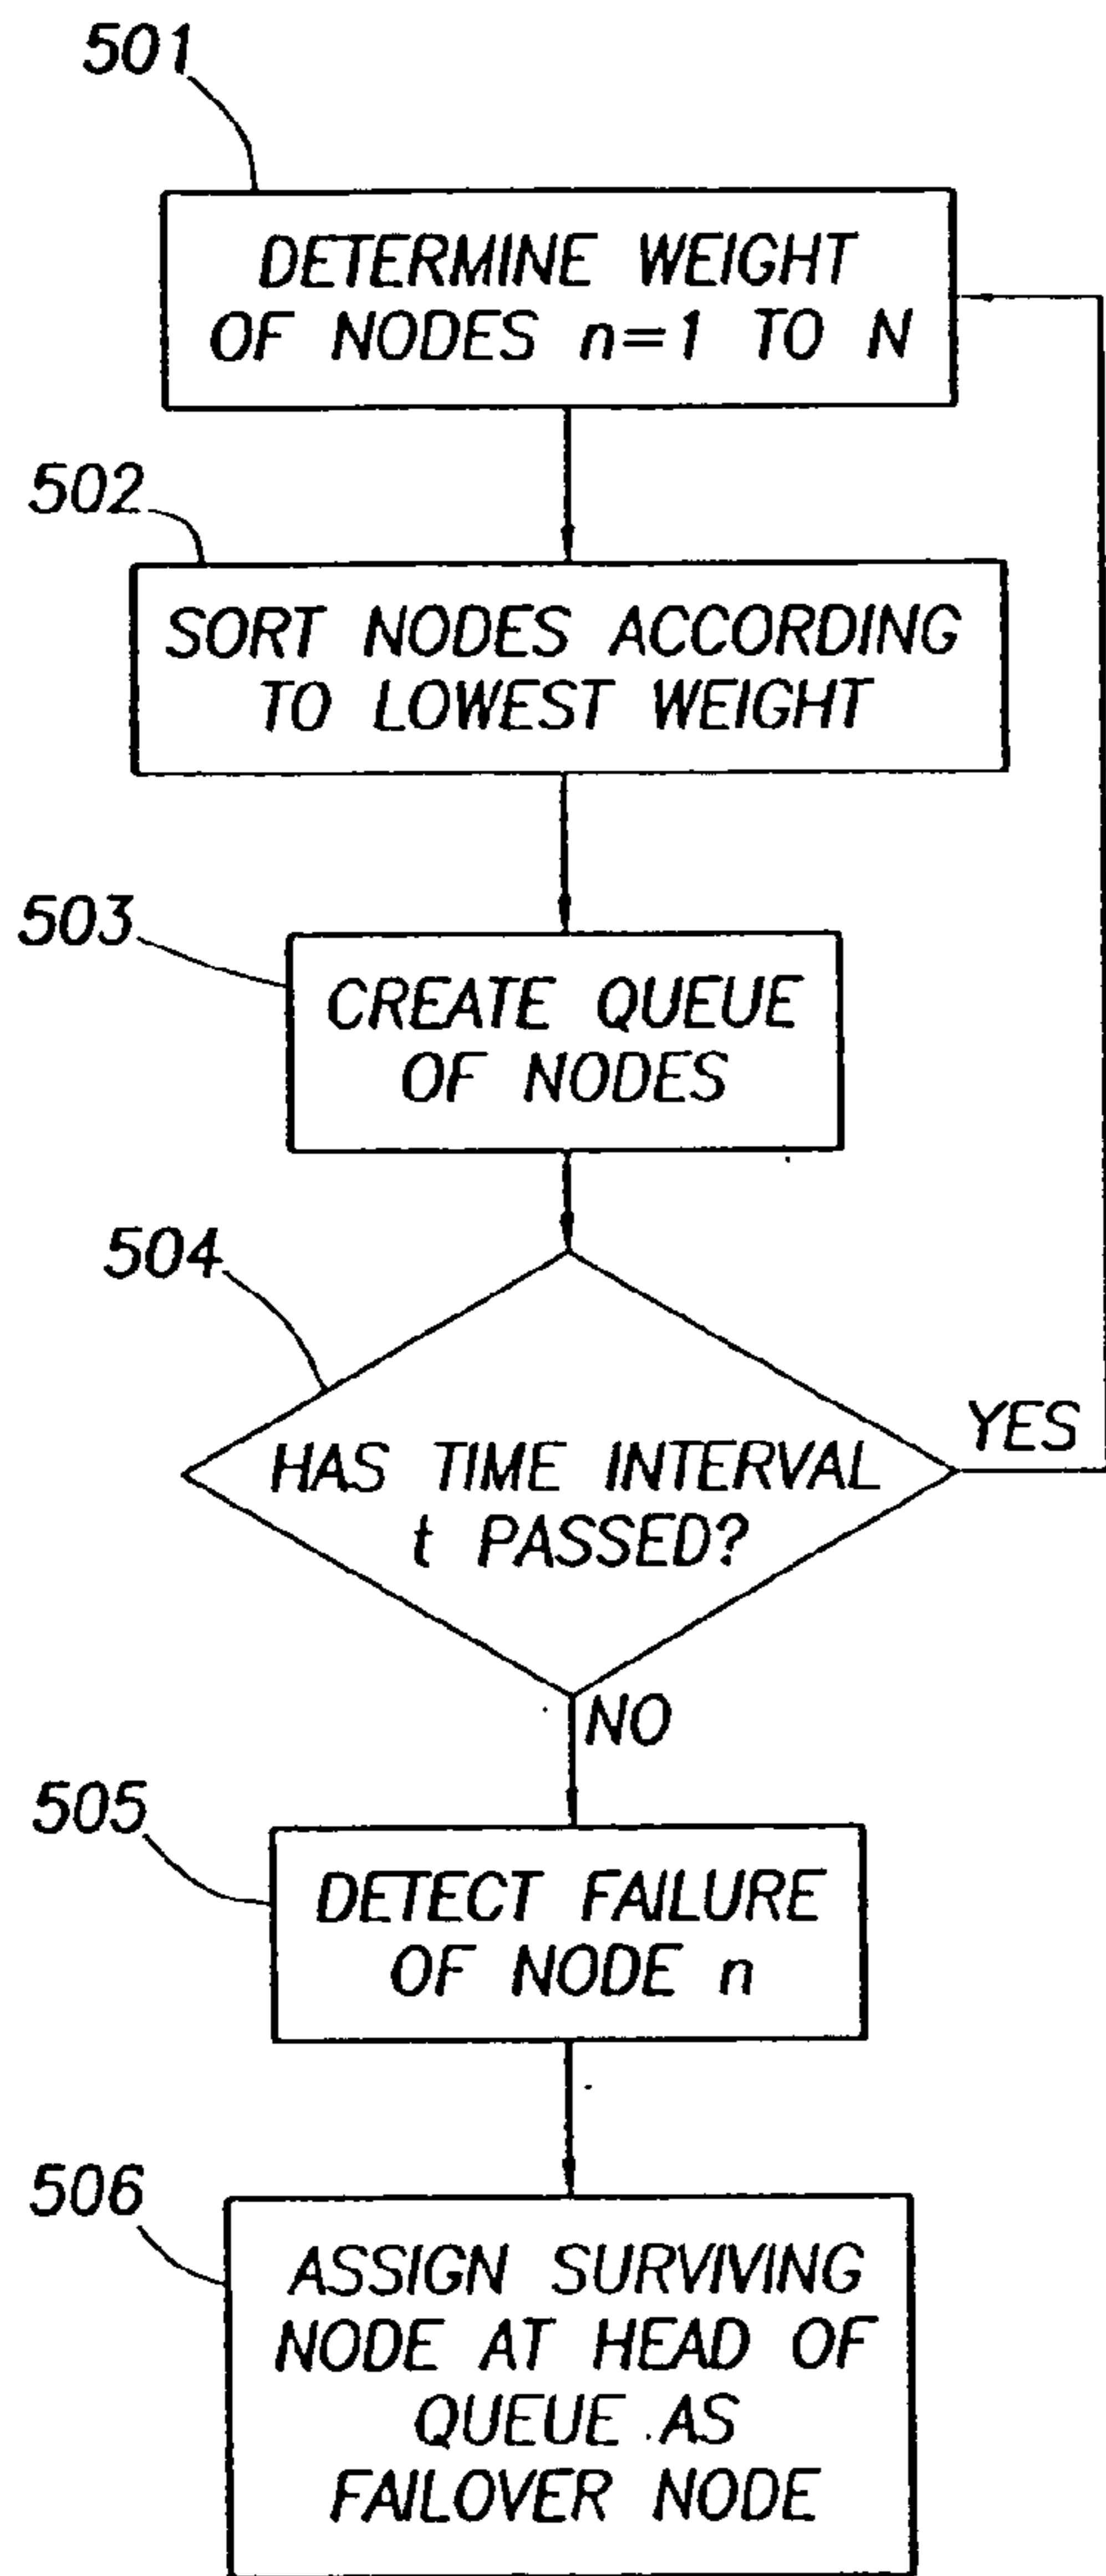 501
DETERMINE WEIGHT
OF NODES n=1 TO N
502
SORT NODES ACCORDING
TO LOWEST WEIGHT
503
CREATE QUEUE
OF NODES
504
HAS TIME INTERVAL
t PASSED?
YES
NO
505
DETECT FAILURE
OF NODE n
506
ASSIGN SURVIVING
NODE AT HEAD OF
QUEUE AS
FAILOVER NODE